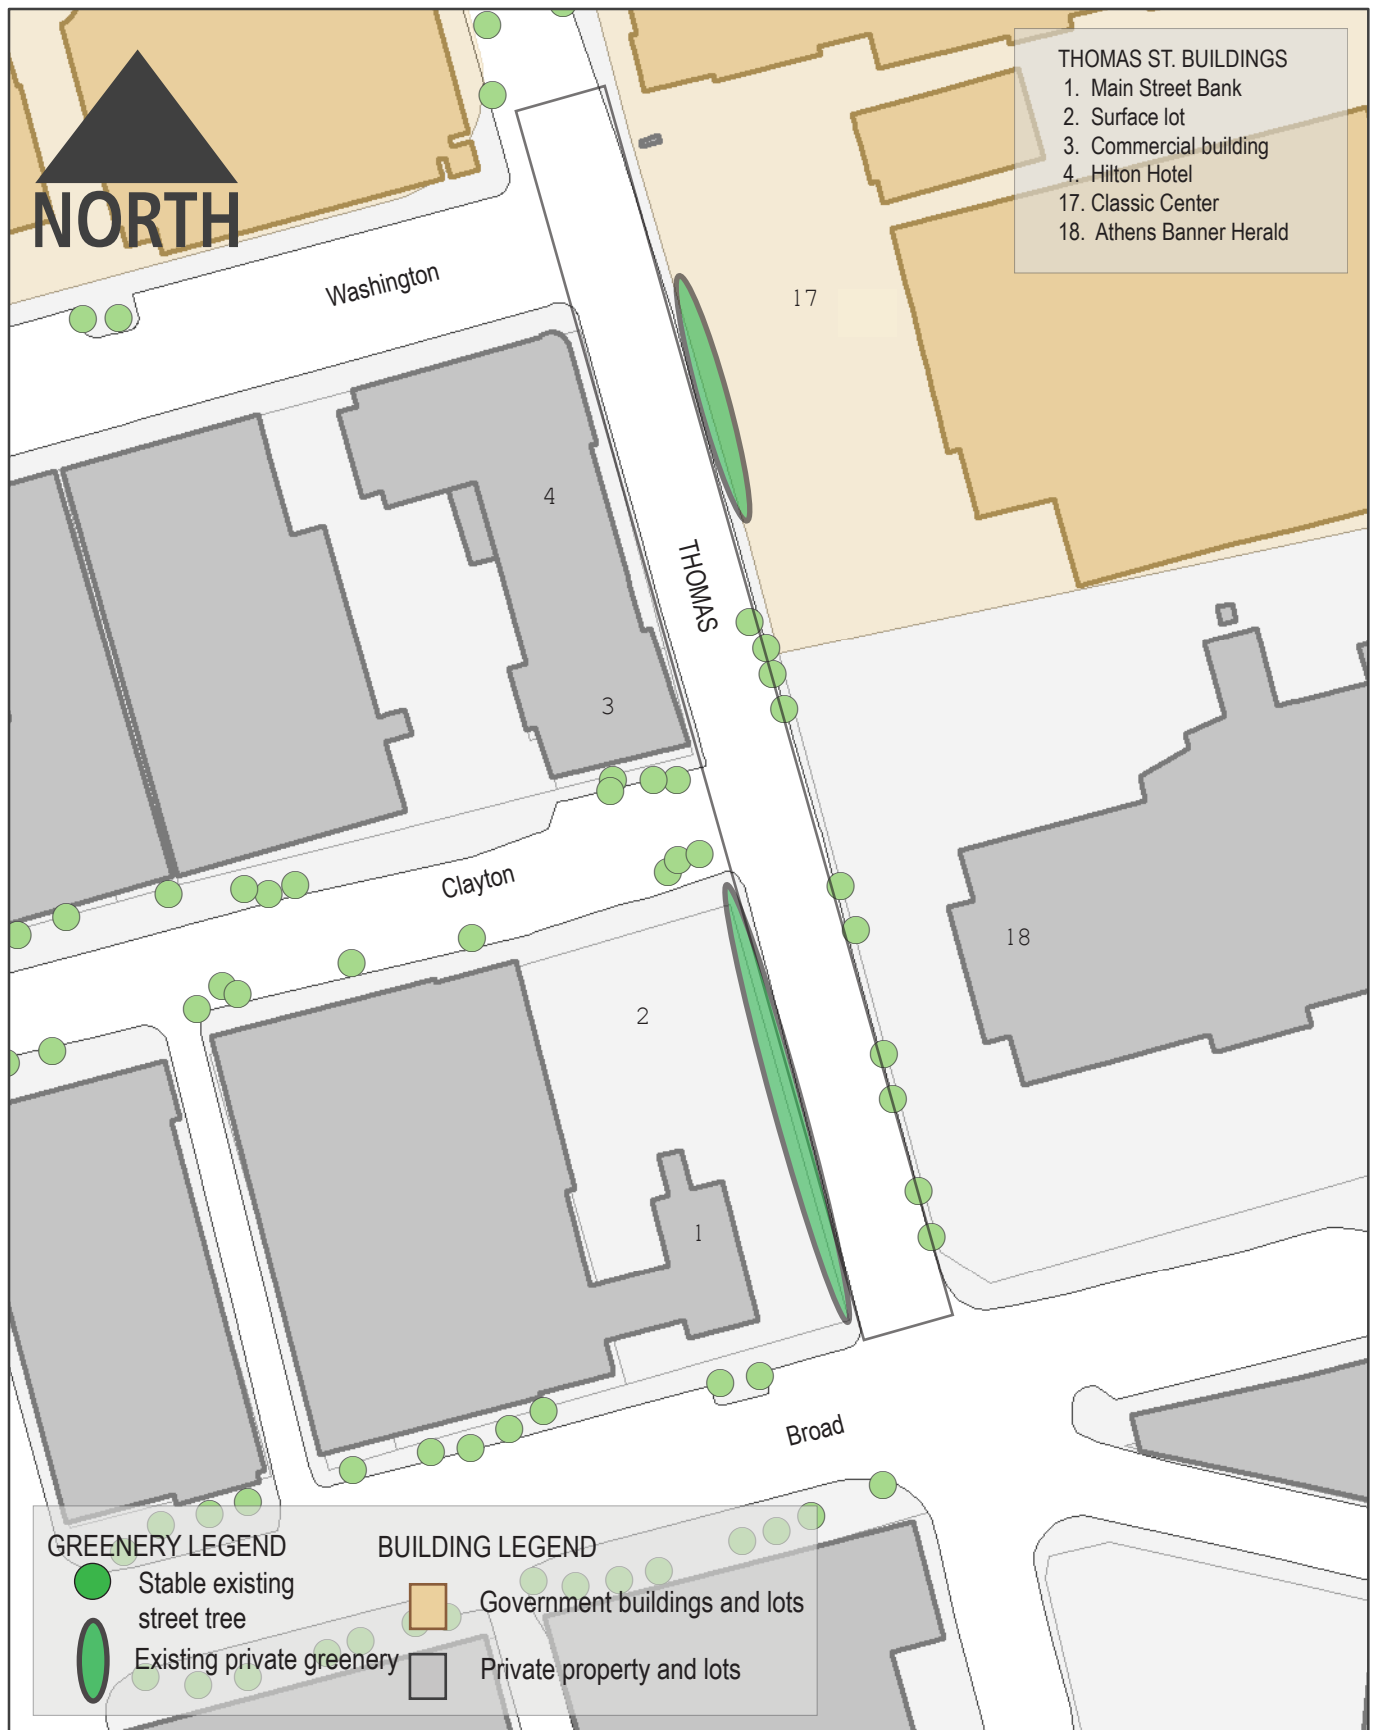 THOMAS ST. BUILDINGS
1. Main Street Bank
2. Surface lot
3. Commercial building
4. Hilton Hotel
17. Classic Center
18. Athens Banner Herald
NORTH
Washington
17
4
THOMAS
3
Clayton
18
2
1
Broad
GREENERY LEGEND
Stable existing
street tree
Existing private greenery
BUILDING LEGEND
Government buildings and lots
Private property and lots